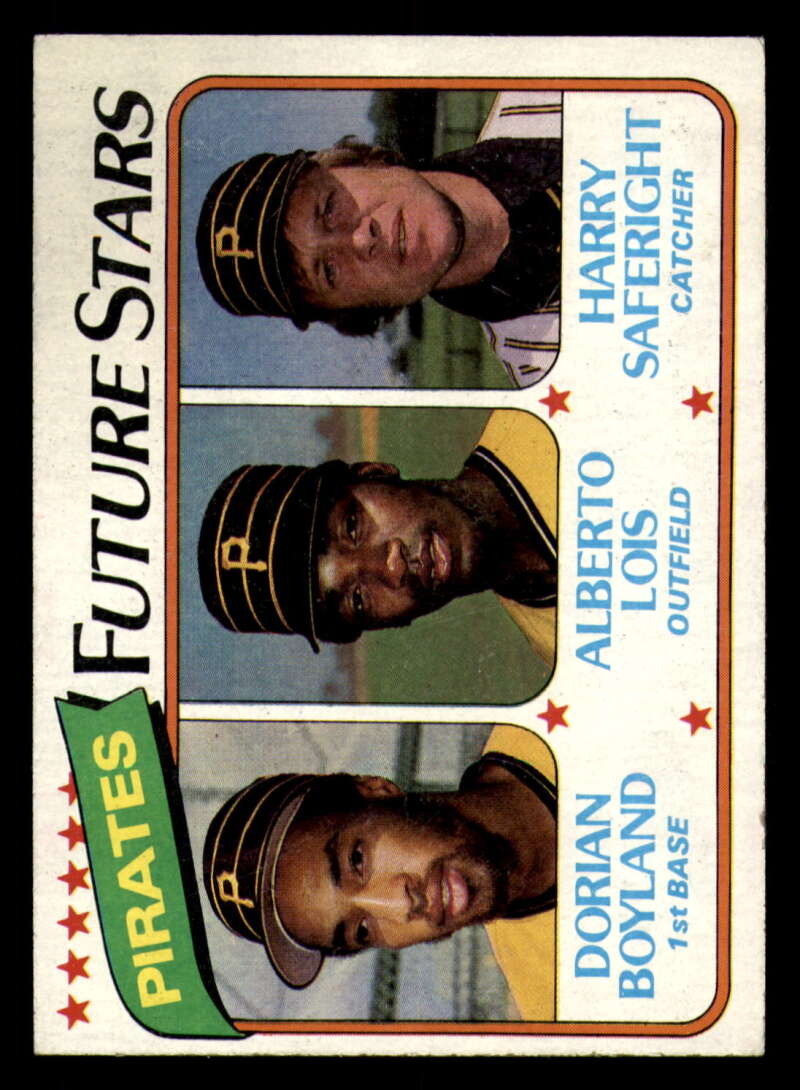 PIRATES
FUTURE STARS
P
P
P
DORIAN
BOYLAND
1st BASE
ALBERTO
LOIS
OUTFIELD
HARRY
SAFERIGHT
CATCHER